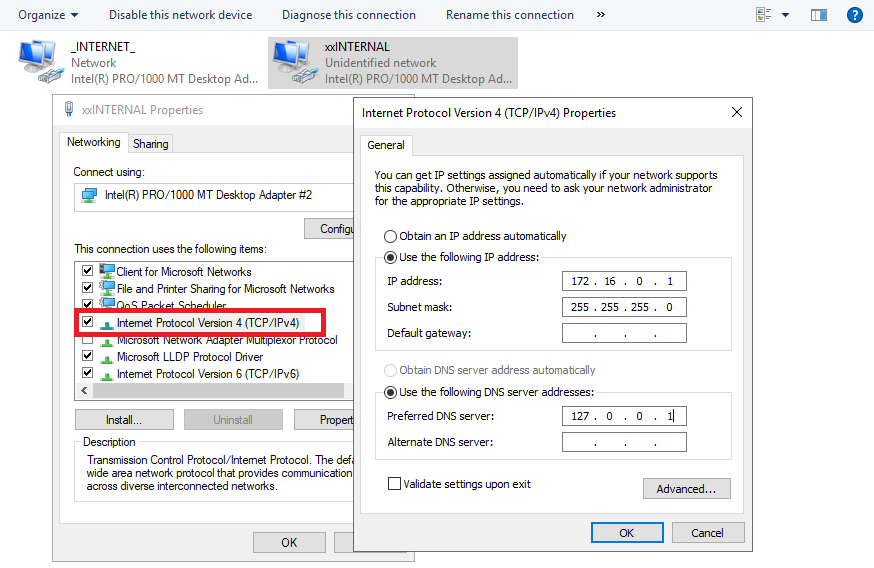 Organize Disable this network device Diagnose this connection Rename this connection »
_INTERNET_
Network
Intel(R) PRO/1000 MT Desktop Ad...
xxINTERNAL
Unidentified network
Intel(R) PRO/1000 MT Desktop Ad...
xxINTERNAL Properties
Networking Sharing
Connect using:
Intel(R) PRO/1000 MT Desktop Adapter #2
Configu
This connection uses the following items:
Client for Microsoft Networks
File and Printer Sharing for Microsoft Networks
QoS Packet Scheduler
Internet Protocol Version 4 (TCP/IPv4)
Microsoft Network Adapter Multiplexor Protocol
Microsoft LLDP Protocol Driver
Internet Protocol Version 6 (TCP/IPv6)
Install... Uninstall Propert
Description
Transmission Control Protocol/Internet Protocol. The defa
wide area network protocol that provides communication
across diverse interconnected networks.
OK
Internet Protocol Version 4 (TCP/IPv4) Properties
General
You can get IP settings assigned automatically if your network supports
this capability. Otherwise, you need to ask your network administrator
for the appropriate IP settings.
Obtain an IP address automatically
Use the following IP address:
IP address: 172 . 16 . 0 . 1
Subnet mask: 255 . 255 . 255 . 0
Default gateway: . . .
Obtain DNS server address automatically
Use the following DNS server addresses:
Preferred DNS server: 127 . 0 . 0 . 1
Alternate DNS server: . . .
Validate settings upon exit
Advanced...
OK Cancel